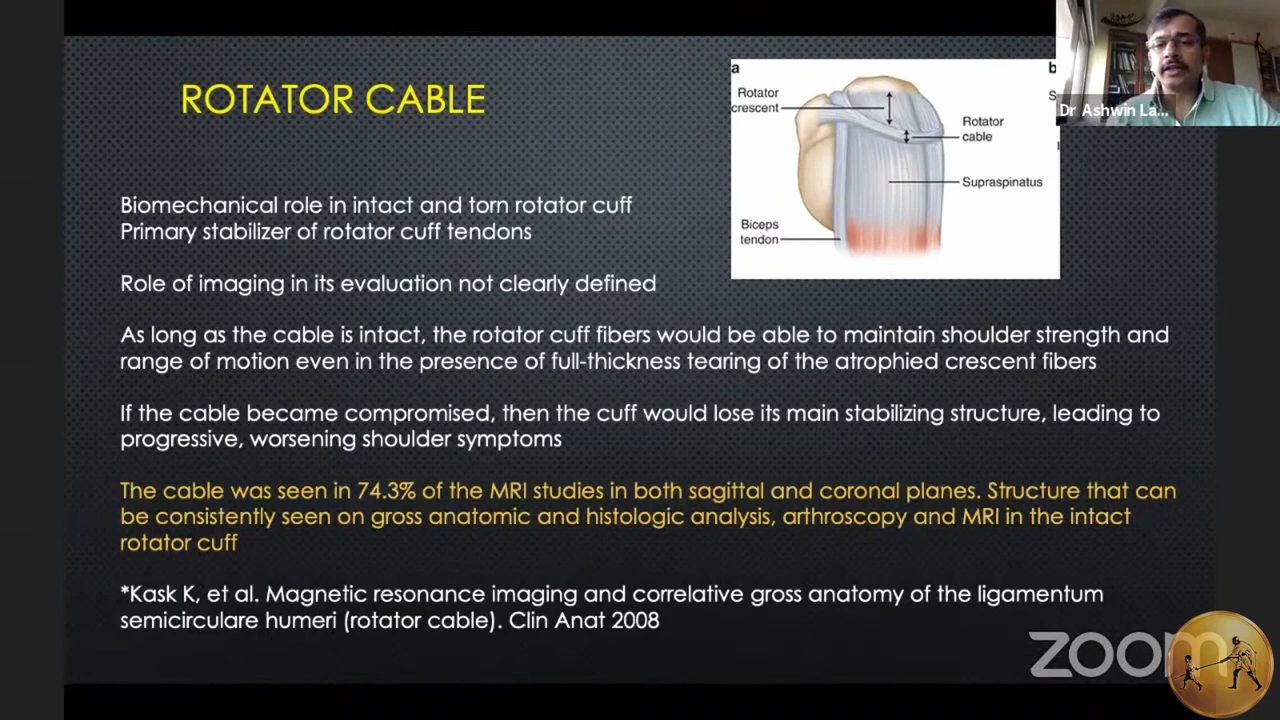 ROTATOR CABLE
a
Rotator
crescent
Rotator
cable
Supraspinatus
Biceps
tendon
b
S
Dr Ashwin La...
Biomechanical role in intact and torn rotator cuff
Primary stabilizer of rotator cuff tendons
Role of imaging in its evaluation not clearly defined
As long as the cable is intact, the rotator cuff fibers would be able to maintain shoulder strength and
range of motion even in the presence of full-thickness tearing of the atrophied crescent fibers
If the cable became compromised, then the cuff would lose its main stabilizing structure, leading to
progressive, worsening shoulder symptoms
The cable was seen in 74.3% of the MRI studies in both sagittal and coronal planes. Structure that can
be consistently seen on gross anatomic and histologic analysis, arthroscopy and MRI in the intact
rotator cuff
*Kask K, et al. Magnetic resonance imaging and correlative gross anatomy of the ligamentum
semicirculare humeri (rotator cable). Clin Anat 2008
zoom